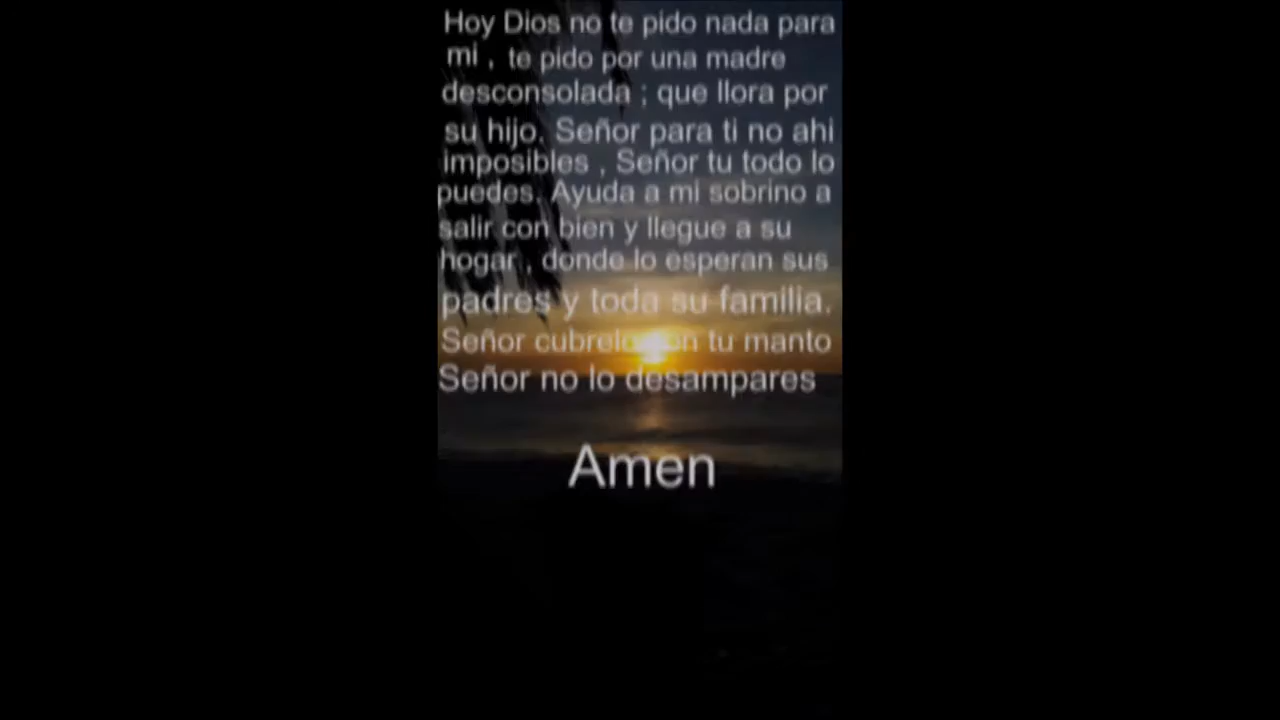 Hoy Dios no te pido nada para
mi , te pido por una madre
desconsolada ; que llora por
su hijo. Señor para ti no ahi
imposibles , Señor tu todo lo
puedes. Ayuda a mi sobrino a
salir con bien y llegue a su
hogar , donde lo esperan sus
padres y toda su familia.
Señor cubrelo con tu manto
Señor no lo desampares
Amen